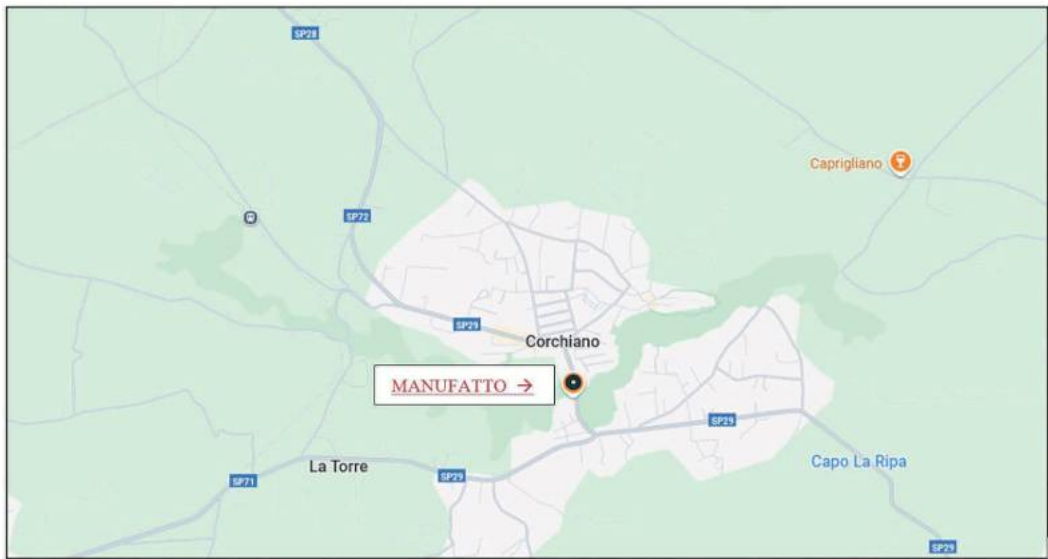 SP28
Caprigliano
SP72
SP29
Corchiano
MANUFATTO →
SP29
Capo La Ripa
La Torre
SP29
SP71
SP29